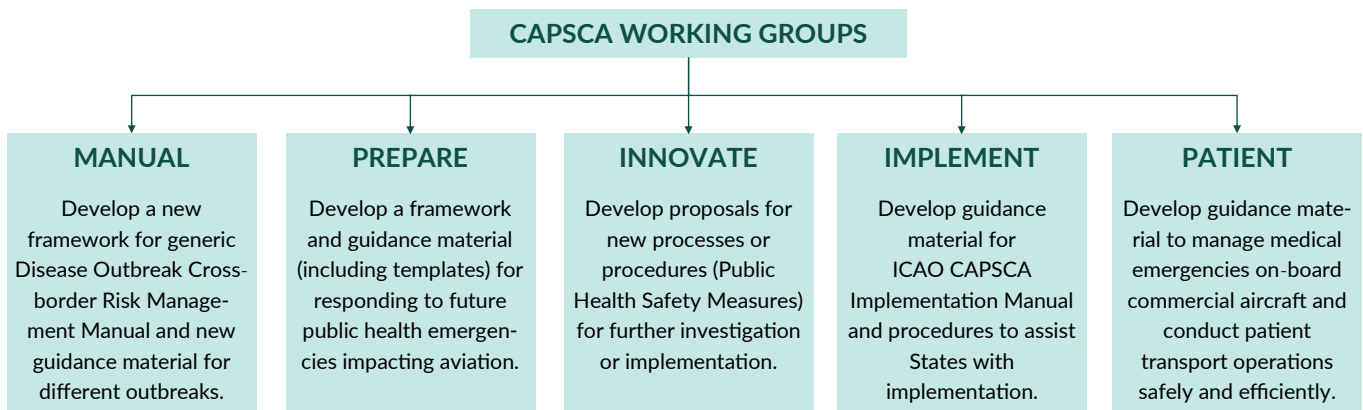 CAPSCA WORKING GROUPS
MANUAL
Develop a new
framework for generic
Disease Outbreak Cross-
border Risk Manage-
ment Manual and new
guidance material for
different outbreaks.
PREPARE
Develop a framework
and guidance material
(including templates) for
responding to future
public health emergen-
cies impacting aviation.
INNOVATE
Develop proposals for
new processes or
procedures (Public
Health Safety Measures)
for further investigation
or implementation.
IMPLEMENT
Develop guidance
material for
ICAO CAPSCA
Implementation Manual
and procedures to assist
States with
implementation.
PATIENT
Develop guidance mate-
rial to manage medical
emergencies on-board
commercial aircraft and
conduct patient
transport operations
safely and efficiently.